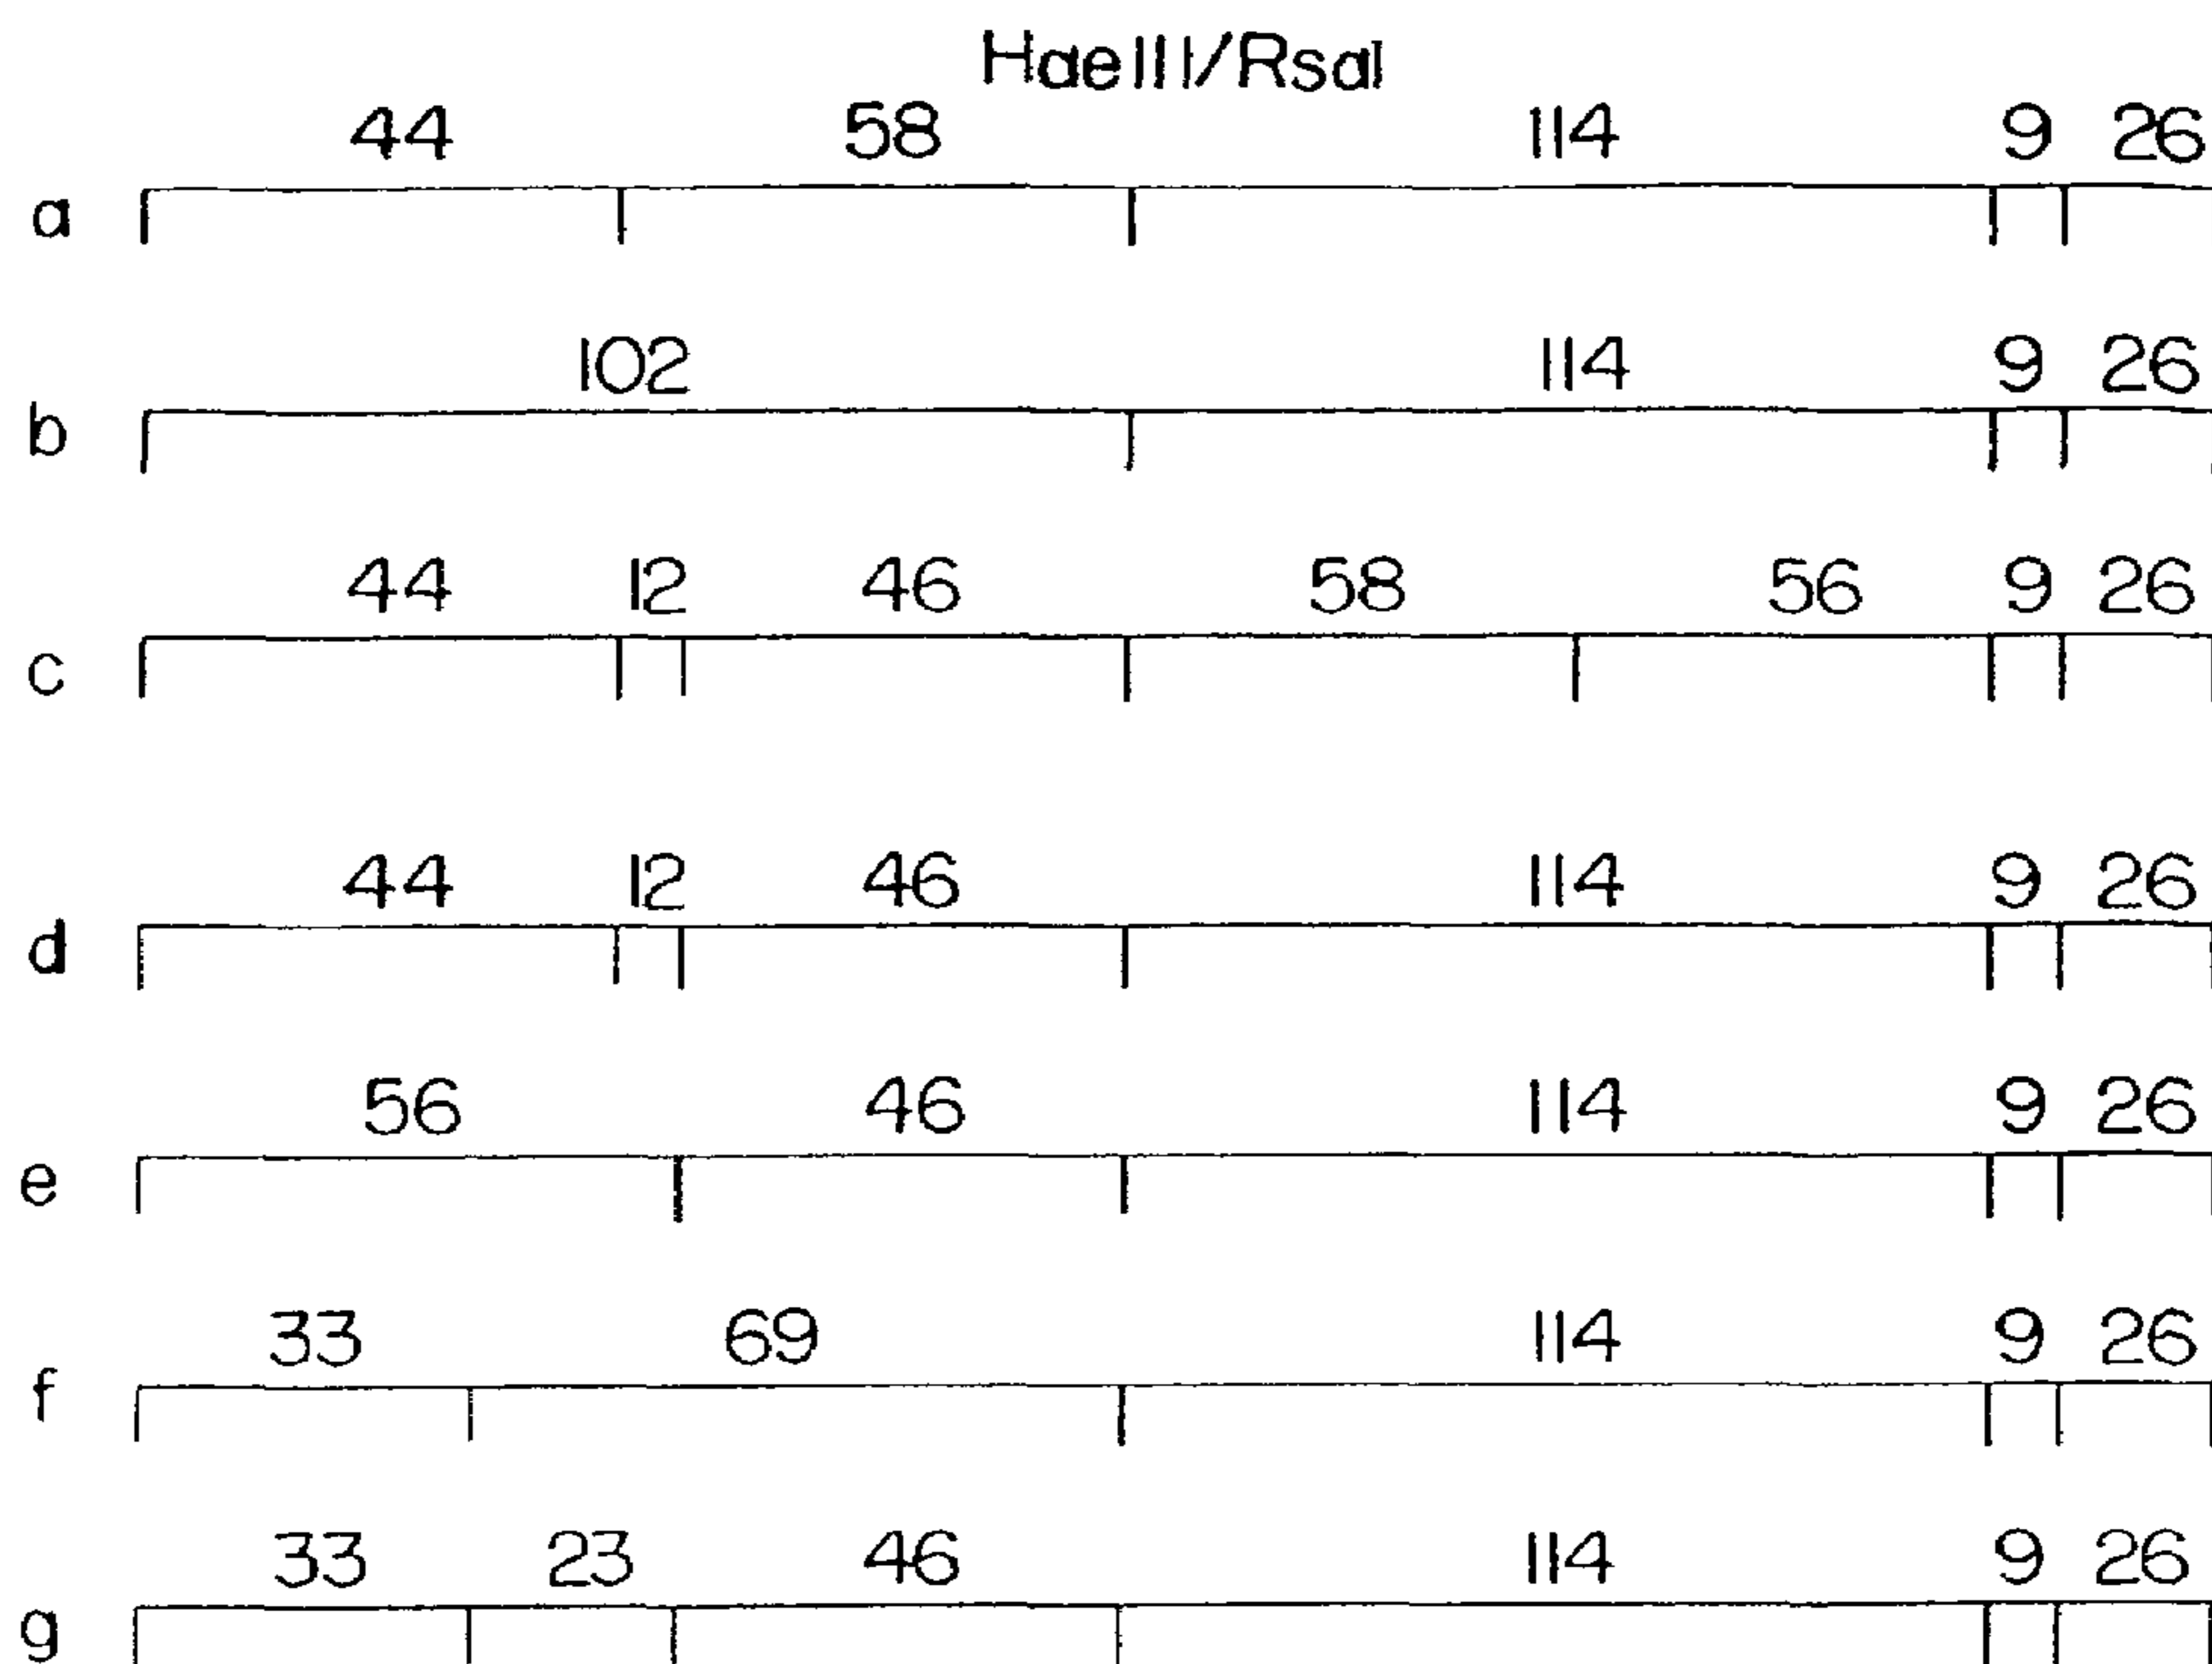 HaeIII/RsaI
44 58 114 9 26
a
102 114 9 26
b
44 12 46 58 56 9 26
c
44 12 46 114 9 26
d
56 46 114 9 26
e
33 69 114 9 26
f
33 23 46 114 9 26
g